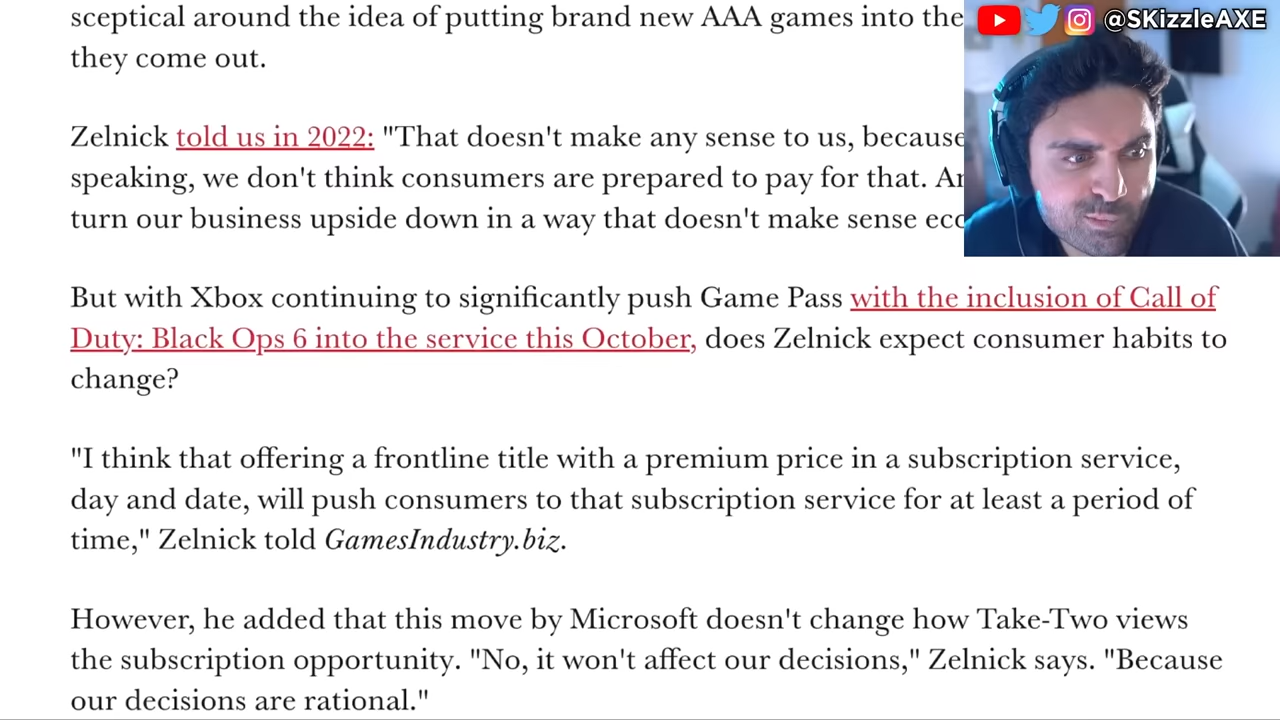 sceptical around the idea of putting brand new AAA games into the
@SKizzleAXE
they come out.
Zelnick told us in 2022: "That doesn't make any sense to us, because
speaking, we don't think consumers are prepared to pay for that.
turn our business upside down in a way that doesn't make sense
But with Xbox continuing to significantly push Game Pass with the inclusion of Call of
Duty: Black Ops 6 into the service this October, does Zelnick expect consumer habits to
change?
"I think that offering a frontline title with a premium price in a subscription service,
day and date, will push consumers to that subscription service for at least a period of
time," Zelnick told GamesIndustry.biz.
However, he added that this move by Microsoft doesn't change how Take-Two views
the subscription opportunity. "No, it won't affect our decisions," Zelnick says. "Because
our decisions are rational."